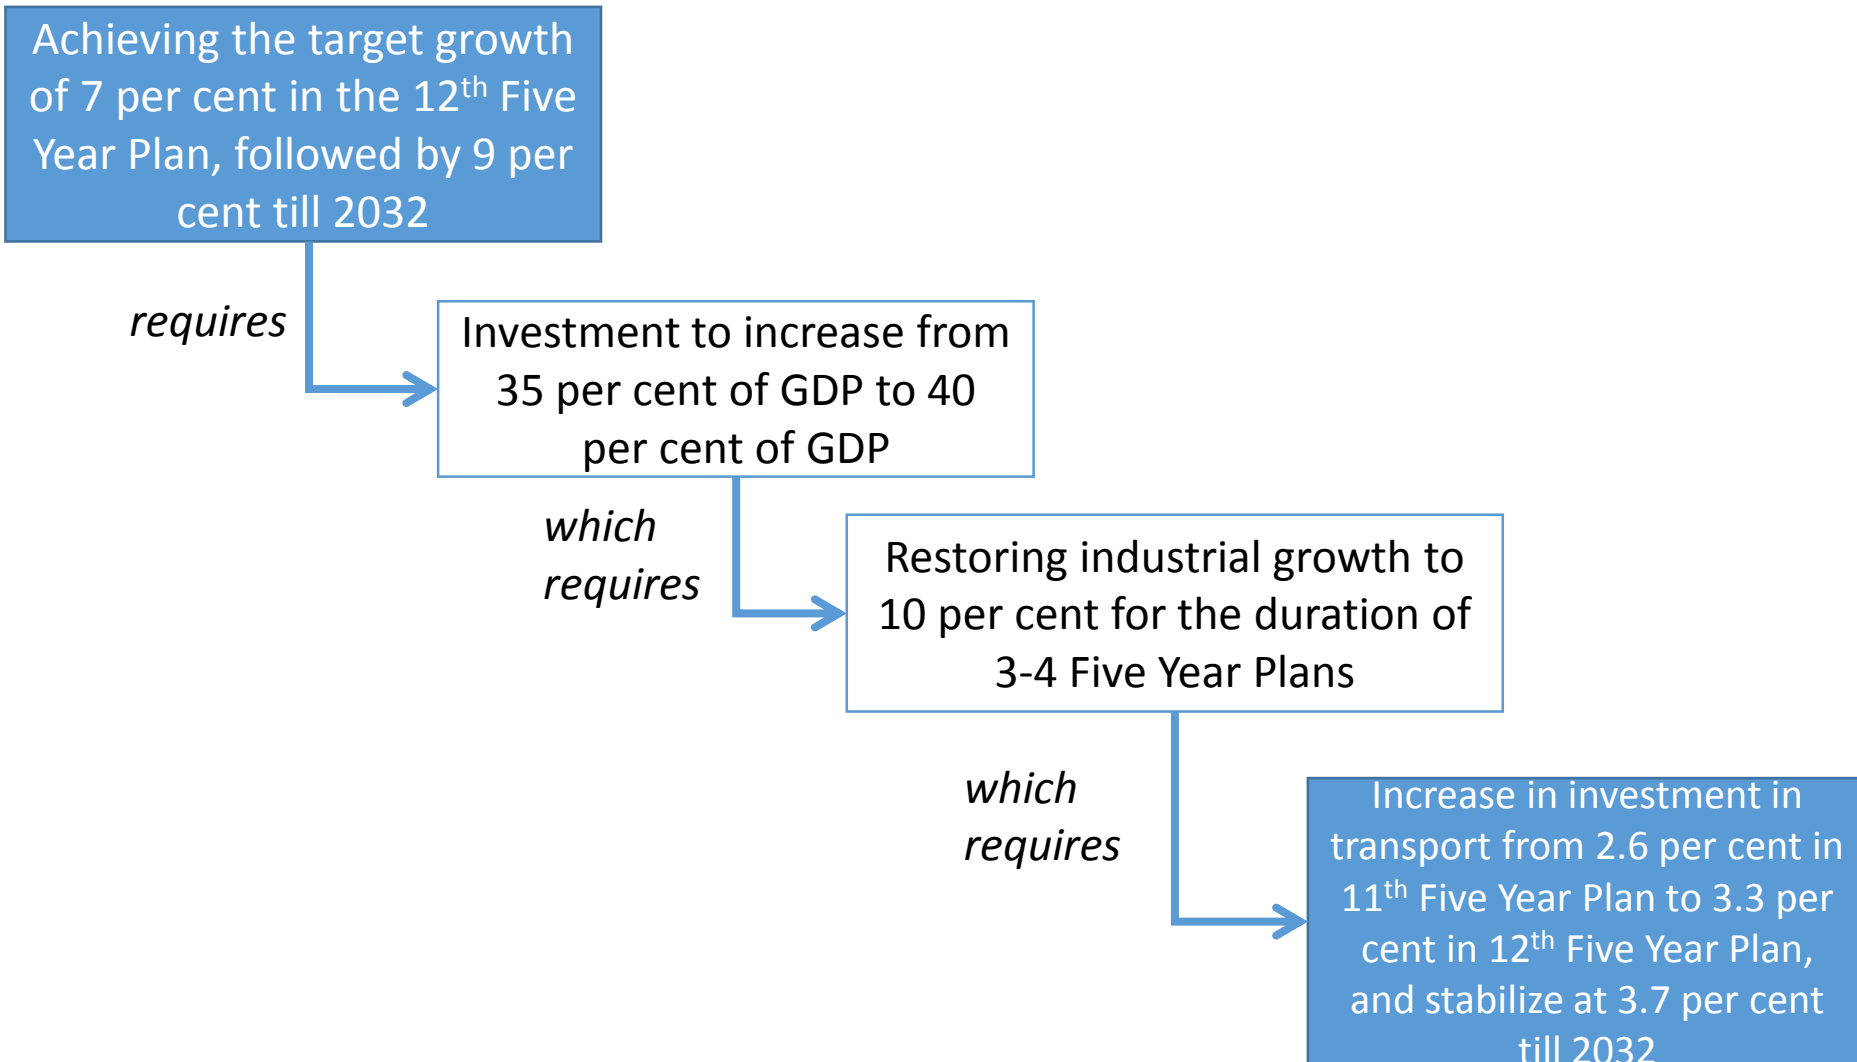 Achieving the target growth
of 7 per cent in the 12th Five
Year Plan, followed by 9 per
cent till 2032
requires
Investment to increase from
35 per cent of GDP to 40
per cent of GDP
which
requires
Restoring industrial growth to
10 per cent for the duration of
3-4 Five Year Plans
which
requires
Increase in investment in
transport from 2.6 per cent in
11th Five Year Plan to 3.3 per
cent in 12th Five Year Plan,
and stabilize at 3.7 per cent
till 2032